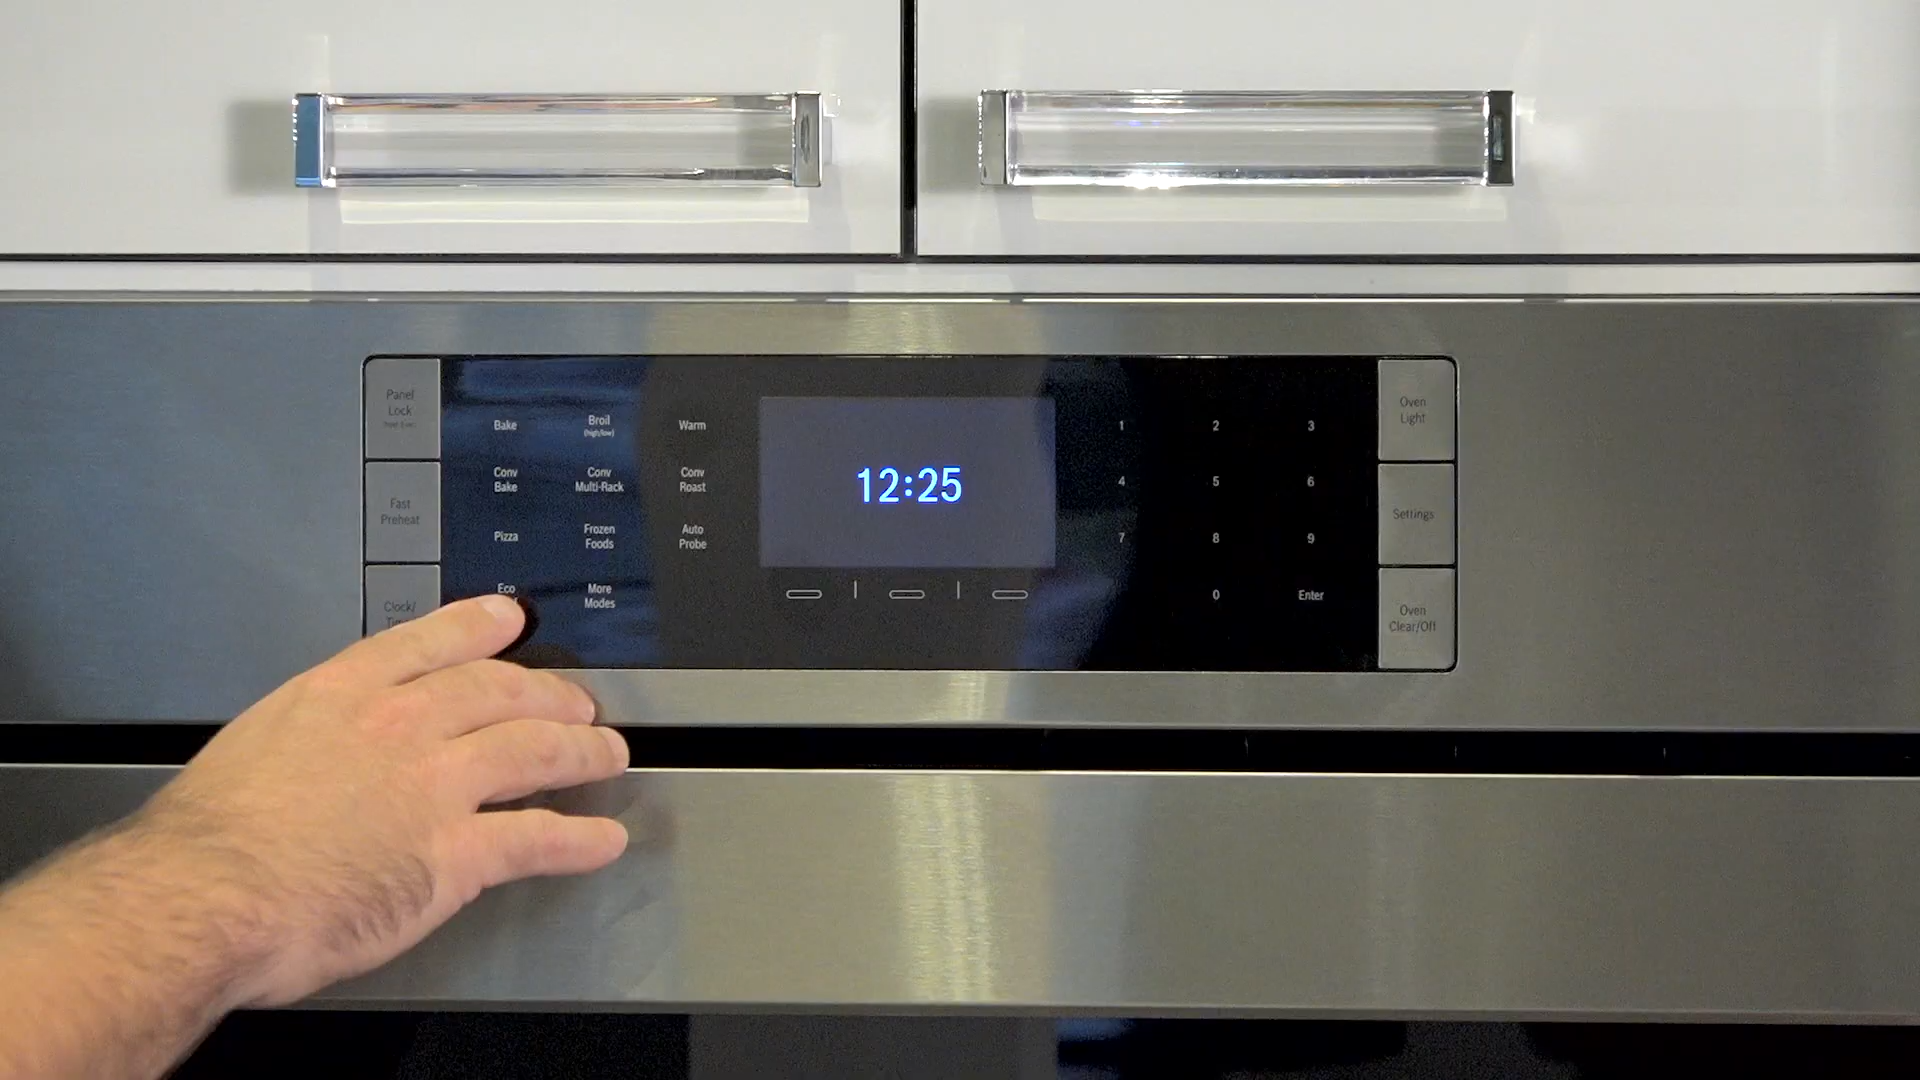 Panel
Lock
Fast
Preheat
Clock/
Bake
Broil
(high/low)
Warm
Conv
Bake
Conv
Multi-Rack
Conv
Roast
Pizza
Frozen
Foods
Auto
Probe
Eco
More
Modes
12:25
1
2
3
4
5
6
7
8
9
0
Enter
Oven
Light
Settings
Oven
Clear/Off